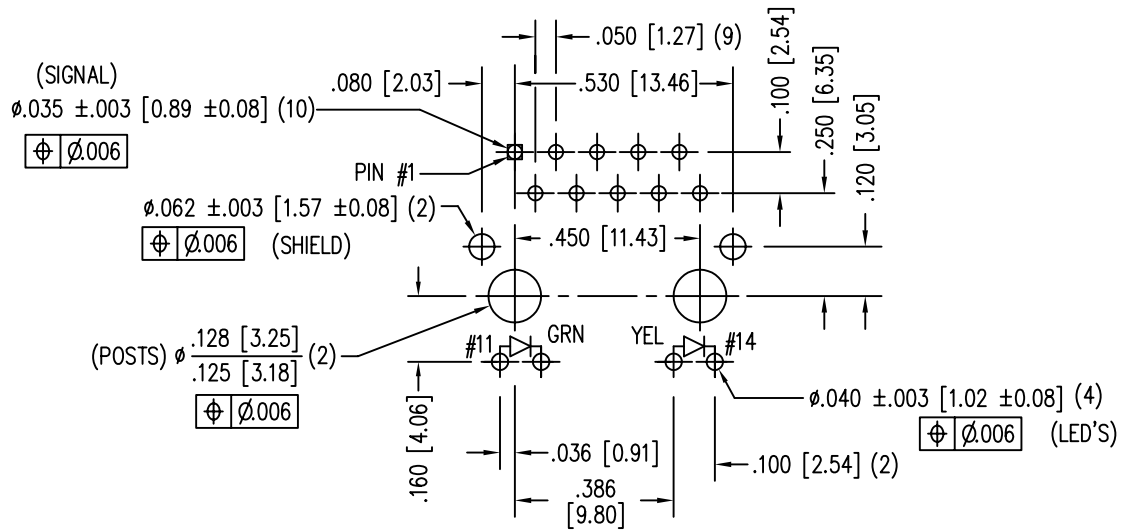 .050 [1.27] (9)
.100 [2.54]
(SIGNAL)
.080 [2.03]
.530 [13.46]
.250 [6.35]
ø.035 ±.003 [0.89 ±0.08] (10)
.120 [3.05]
⌖ Ø.006
PIN #1
ø.062 ±.003 [1.57 ±0.08] (2)
⌖ Ø.006 (SHIELD)
.450 [11.43]
(POSTS) ø .128 [3.25] (2)
.125 [3.18]
⌖ Ø.006
#11
GRN
YEL
#14
ø.040 ±.003 [1.02 ±0.08] (4)
⌖ Ø.006 (LED'S)
.160 [4.06]
.036 [0.91]
.100 [2.54] (2)
.386
[9.80]